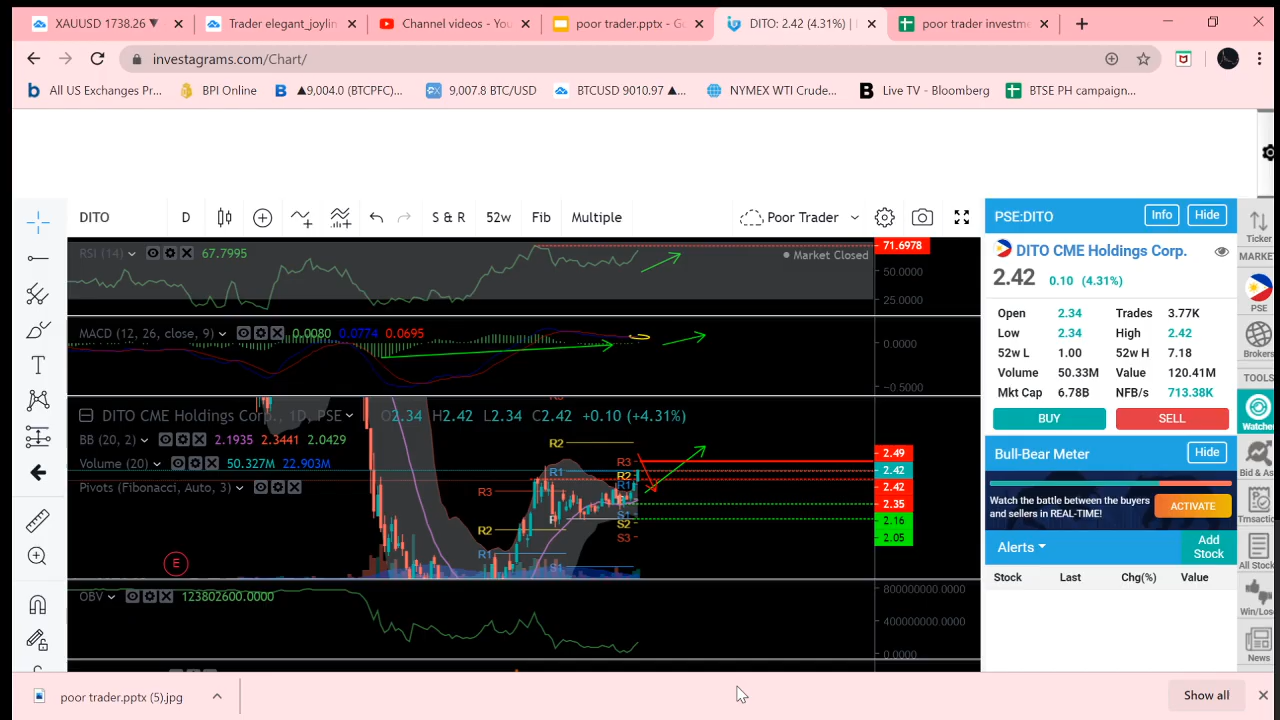 XAUUSD 1738.26 ▼
Trader elegant_joylin
Channel videos - You
poor trader.pptx - Go
DITO: 2.42 (4.31%) |
poor trader investme
investagrams.com/Chart/
All US Exchanges Pr...
BPI Online
▲9004.0 (BTCPFC)...
9,007.8 BTC/USD
BTCUSD 9010.97 ▲...
NYMEX WTI Crude...
Live TV - Bloomberg
BTSE PH campaign...
DITO
D
S & R
52w
Fib
Multiple
Poor Trader
RSI (14)
67.7995
Market Closed
71.6978
50.0000
25.0000
MACD (12, 26, close, 9)
0.0080
0.0774
0.0695
0.0000
-0.5000
DITO CME Holdings Corp., 1D, PSE
O2.34 H2.42 L2.34 C2.42 +0.10 (+4.31%)
BB (20, 2)
2.1935 2.3441 2.0429
Volume (20)
50.327M 22.903M
Pivots (Fibonacci, Auto, 3)
R3
R2
R1
P
S1
R3
R2
R1
S1
S2
S3
2.49
2.42
2.42
2.35
2.16
2.05
E
OBV
123802600.0000
800000000.0000
400000000.0000
0.0000
PSE:DITO
Info
Hide
DITO CME Holdings Corp.
2.42 0.10 (4.31%)
Open 2.34 Trades 3.77K
Low 2.34 High 2.42
52w L 1.00 52w H 7.18
Volume 50.33M Value 120.41M
Mkt Cap 6.78B NFB/s 713.38K
BUY
SELL
Bull-Bear Meter
Hide
Watch the battle between the buyers
and sellers in REAL-TIME!
ACTIVATE
Alerts
Add
Stock
Stock Last Chg(%) Value
Ticker
MARKE
PSE
Brokers
TOOLS
Watcher
Bid & As
Trnsactio
All Stock
Win/Lose
News
poor trader.pptx (5).jpg
Show all